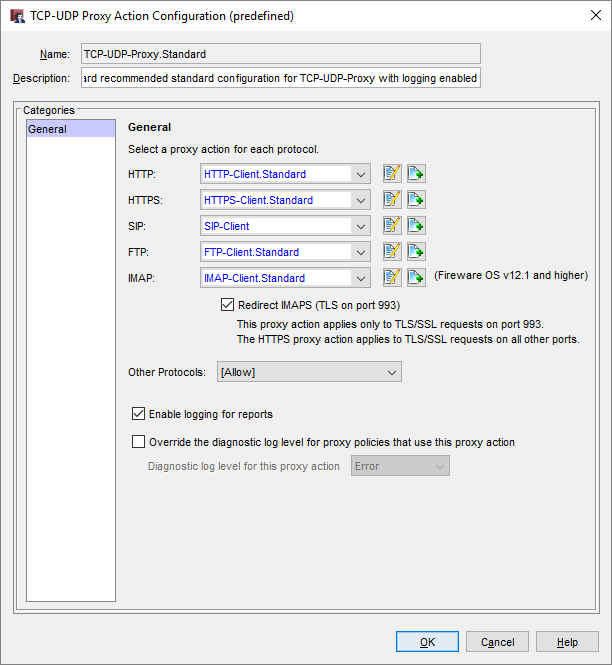 TCP-UDP Proxy Action Configuration (predefined)
Name: TCP-UDP-Proxy.Standard
Description: ard recommended standard configuration for TCP-UDP-Proxy with logging enabled
Categories
General
General
Select a proxy action for each protocol.
HTTP: HTTP-Client.Standard
HTTPS: HTTPS-Client.Standard
SIP: SIP-Client
FTP: FTP-Client.Standard
IMAP: IMAP-Client.Standard (Fireware OS v12.1 and higher)
Redirect IMAPS (TLS on port 993)
This proxy action applies only to TLS/SSL requests on port 993.
The HTTPS proxy action applies to TLS/SSL requests on all other ports.
Other Protocols: [Allow]
Enable logging for reports
Override the diagnostic log level for proxy policies that use this proxy action
Diagnostic log level for this proxy action Error
OK Cancel Help